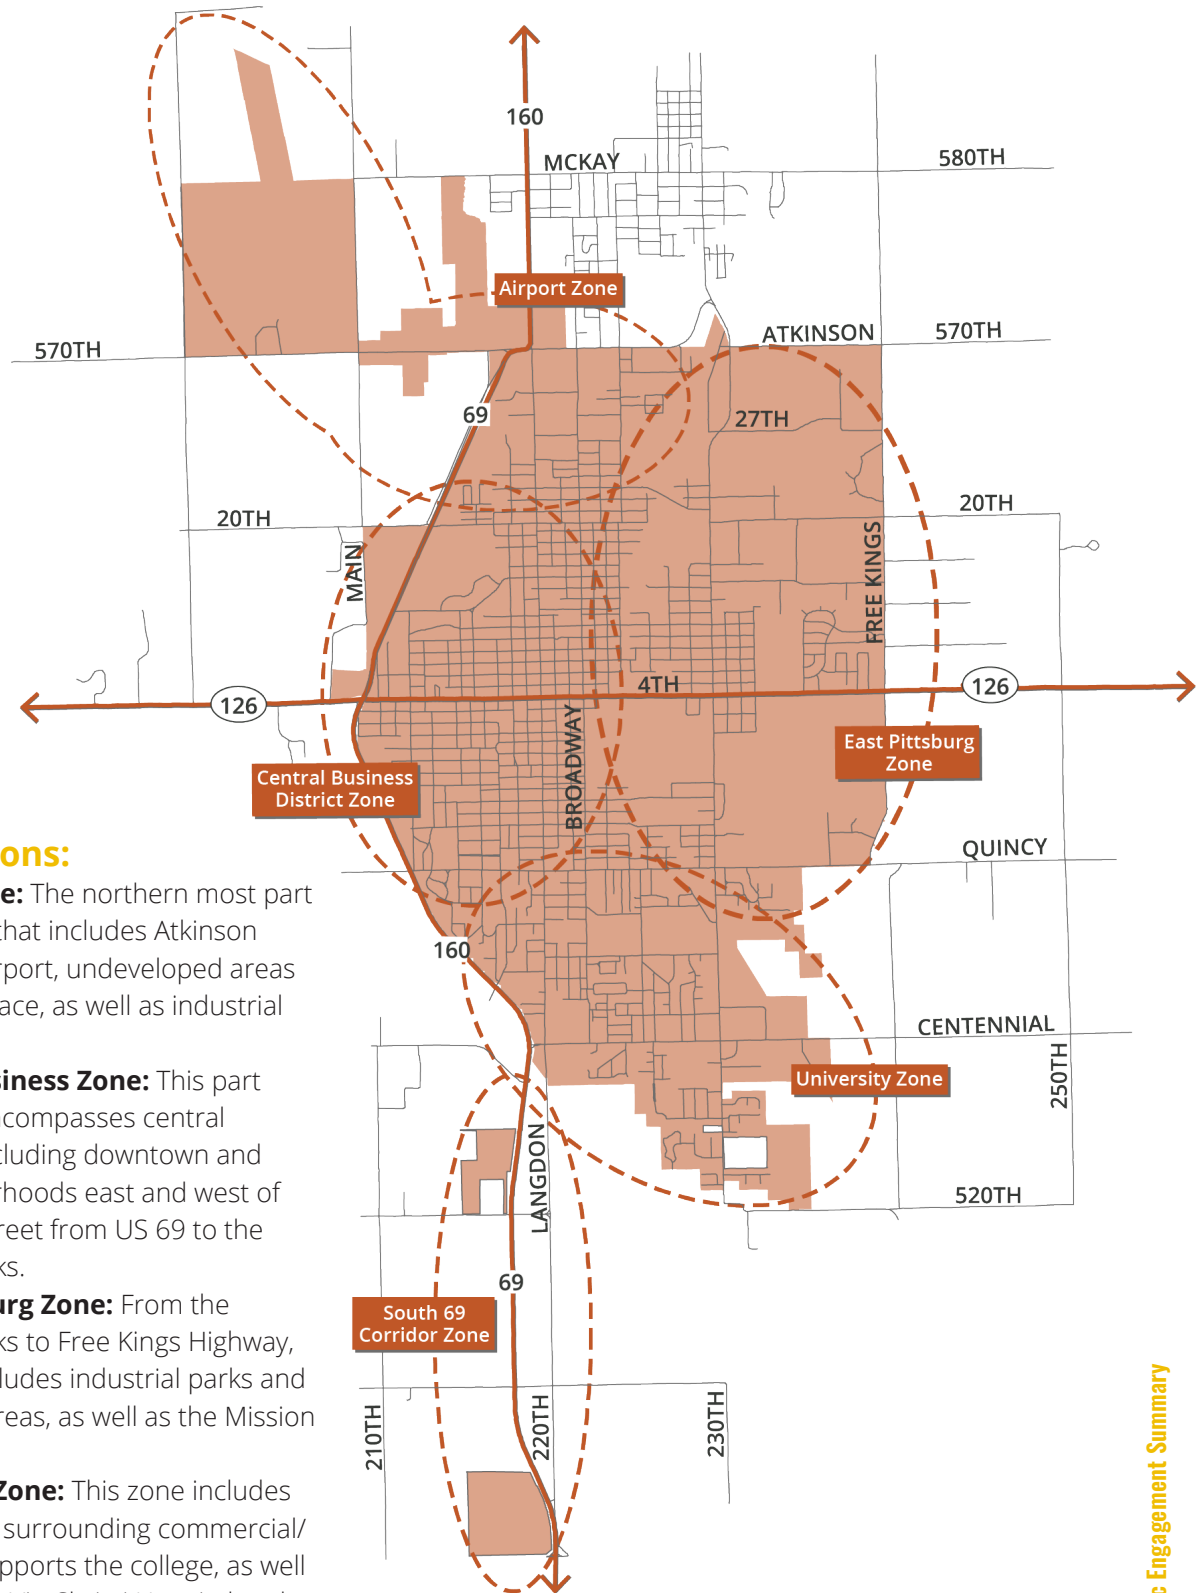 160
MCKAY
580TH
Airport Zone
ATKINSON
570TH
570TH
69
27TH
20TH
20TH
MAIN
FREE KINGS
4TH
126
126
BROADWAY
East Pittsburg
Zone
Central Business
District Zone
QUINCY
160
CENTENNIAL
250TH
University Zone
LANGDON
520TH
69
South 69
Corridor Zone
210TH
220TH
230TH
ons:
e: The northern most part
that includes Atkinson
rport, undeveloped areas
ace, as well as industrial
siness Zone: This part
ncompasses central
cluding downtown and
rhoods east and west of
reet from US 69 to the
ks.
urg Zone: From the
ks to Free Kings Highway,
ludes industrial parks and
reas, as well as the Mission
Zone: This zone includes
surrounding commercial/
pports the college, as well
c Engagement Summary